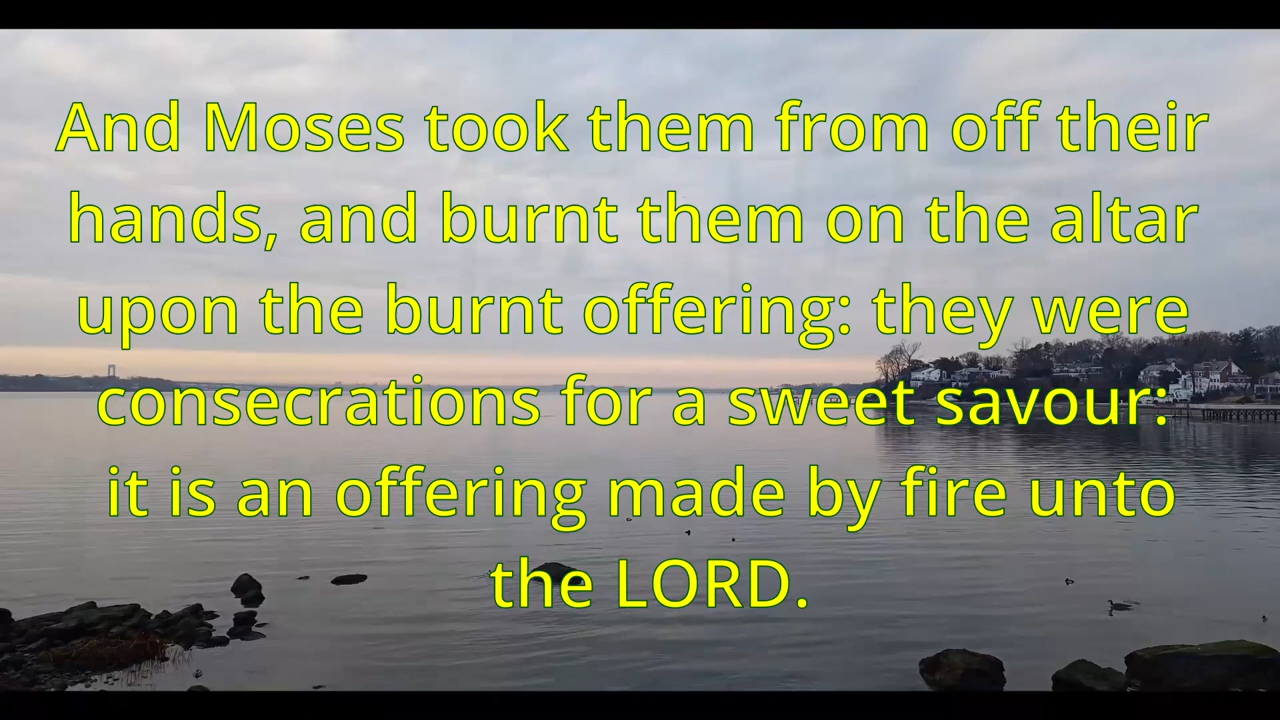 And Moses took them from off their
hands, and burnt them on the altar
upon the burnt offering: they were
consecrations for a sweet savour:
it is an offering made by fire unto
the LORD.